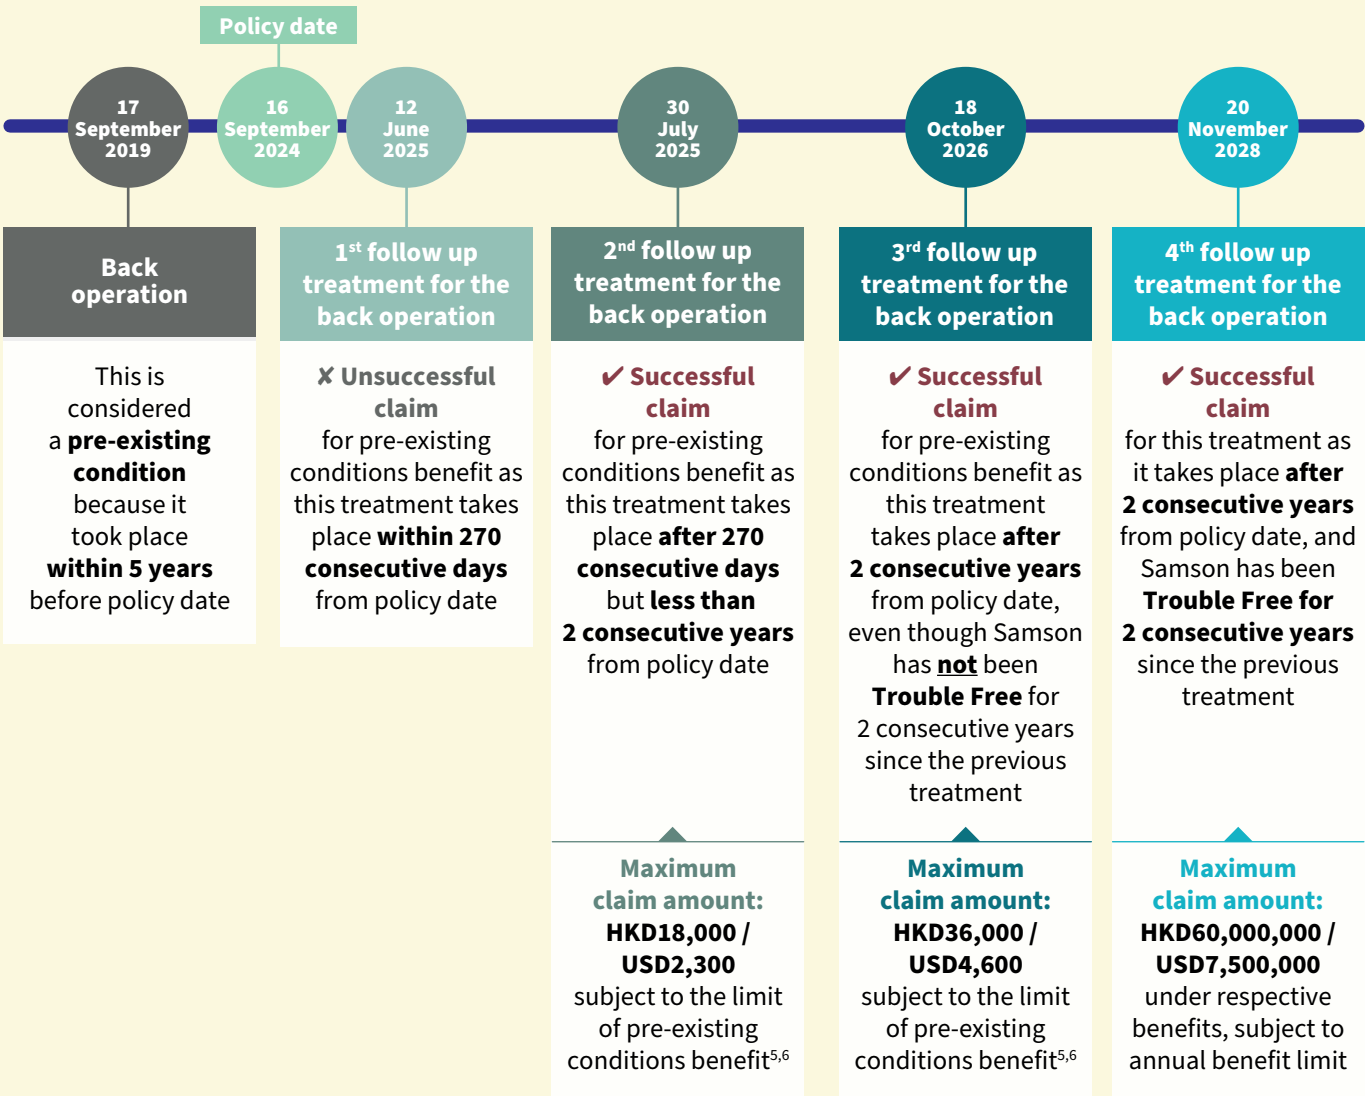 Policy date
17
September
2019
16
September
2024
12
June
2025
30
July
2025
18
October
2026
20
November
2028
Back
operation
This is
considered
a pre-existing
condition
because it
took place
within 5 years
before policy date
1st follow up
treatment for the
back operation
✘ Unsuccessful
claim
for pre-existing
conditions benefit as
this treatment takes
place within 270
consecutive days
from policy date
2nd follow up
treatment for the
back operation
✔ Successful
claim
for pre-existing
conditions benefit as
this treatment takes
place after 270
consecutive days
but less than
2 consecutive years
from policy date
Maximum
claim amount:
HKD18,000 /
USD2,300
subject to the limit
of pre-existing
conditions benefit5,6
3rd follow up
treatment for the
back operation
✔ Successful
claim
for pre-existing
conditions benefit as
this treatment
takes place after
2 consecutive years
from policy date,
even though Samson
has not been
Trouble Free for
2 consecutive years
since the previous
treatment
Maximum
claim amount:
HKD36,000 /
USD4,600
subject to the limit
of pre-existing
conditions benefit5,6
4th follow up
treatment for the
back operation
✔ Successful
claim
for this treatment as
it takes place after
2 consecutive years
from policy date, and
Samson has been
Trouble Free for
2 consecutive years
since the previous
treatment
Maximum
claim amount:
HKD60,000,000 /
USD7,500,000
under respective
benefits, subject to
annual benefit limit